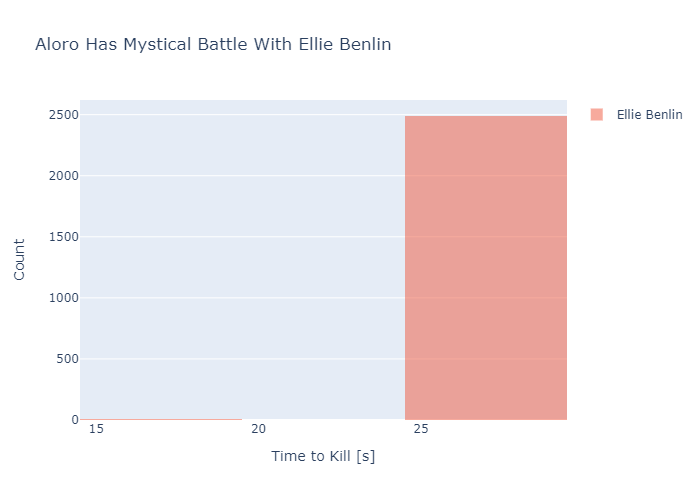 Aloro Has Mystical Battle With Ellie Benlin
2500
2000
1500
1000
500
0
15
20
25
Time to Kill [s]
Count
Ellie Benlin